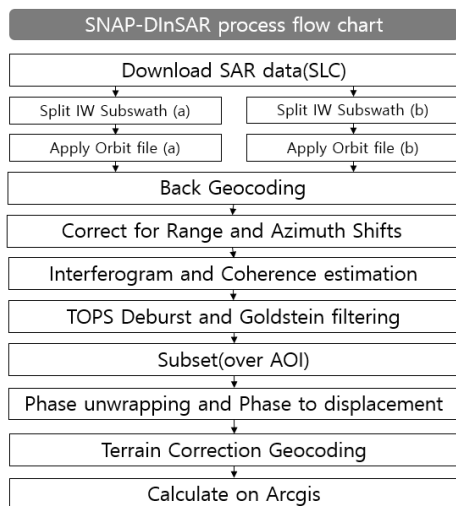 SNAP-DInSAR process flow chart
Download SAR data(SLC)
Split IW Subswath (a)
Split IW Subswath (b)
Apply Orbit file (a)
Apply Orbit file (b)
Back Geocoding
Correct for Range and Azimuth Shifts
Interferogram and Coherence estimation
TOPS Deburst and Goldstein filtering
Subset(over AOI)
Phase unwrapping and Phase to displacement
Terrain Correction Geocoding
Calculate on Arcgis